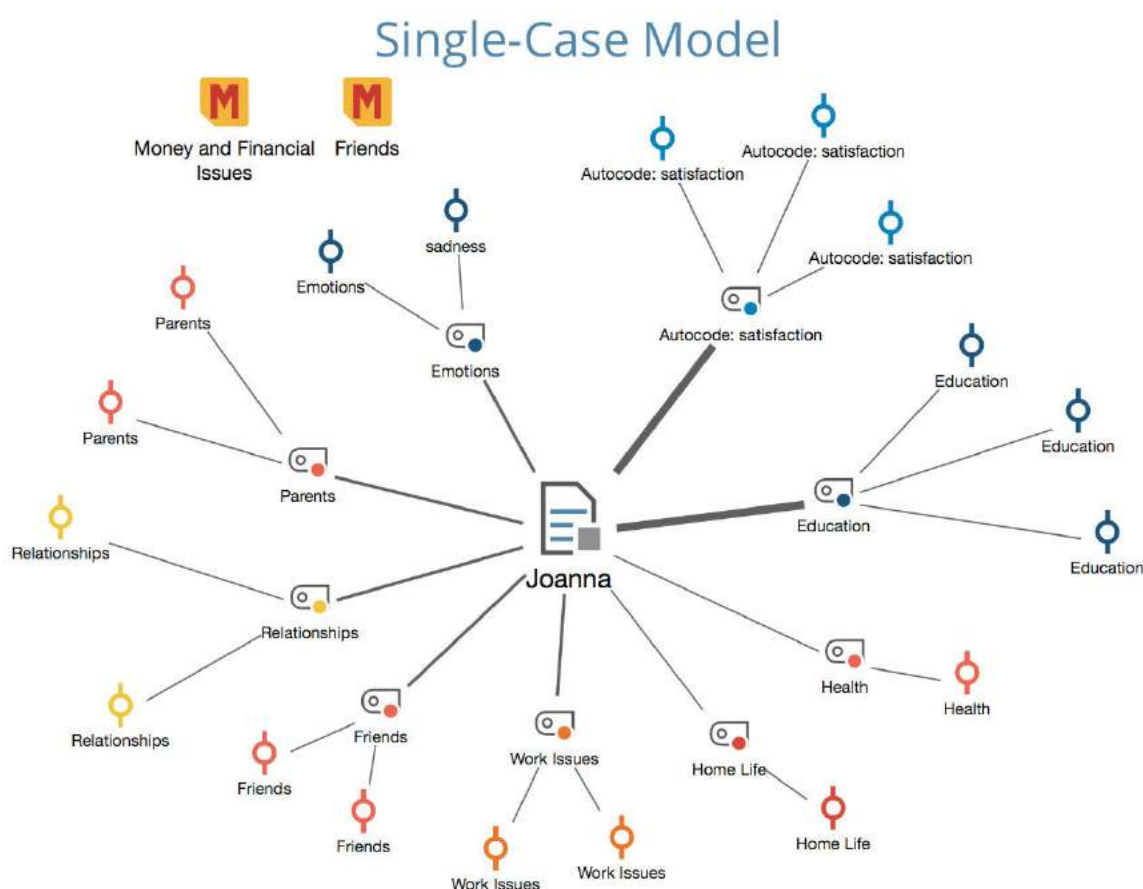 Single-Case Model
M
M
Money and Financial
Issues
Friends
Autocode: satisfaction
Autocode: satisfaction
sadness
Autocode: satisfaction
Emotions
Parents
Autocode: satisfaction
Emotions
Education
Parents
Education
Parents
Education
Relationships
Education
Joanna
Relationships
Health
Health
Relationships
Friends
Work Issues
Home Life
Friends
Friends
Home Life
Work Issues
Work Issues